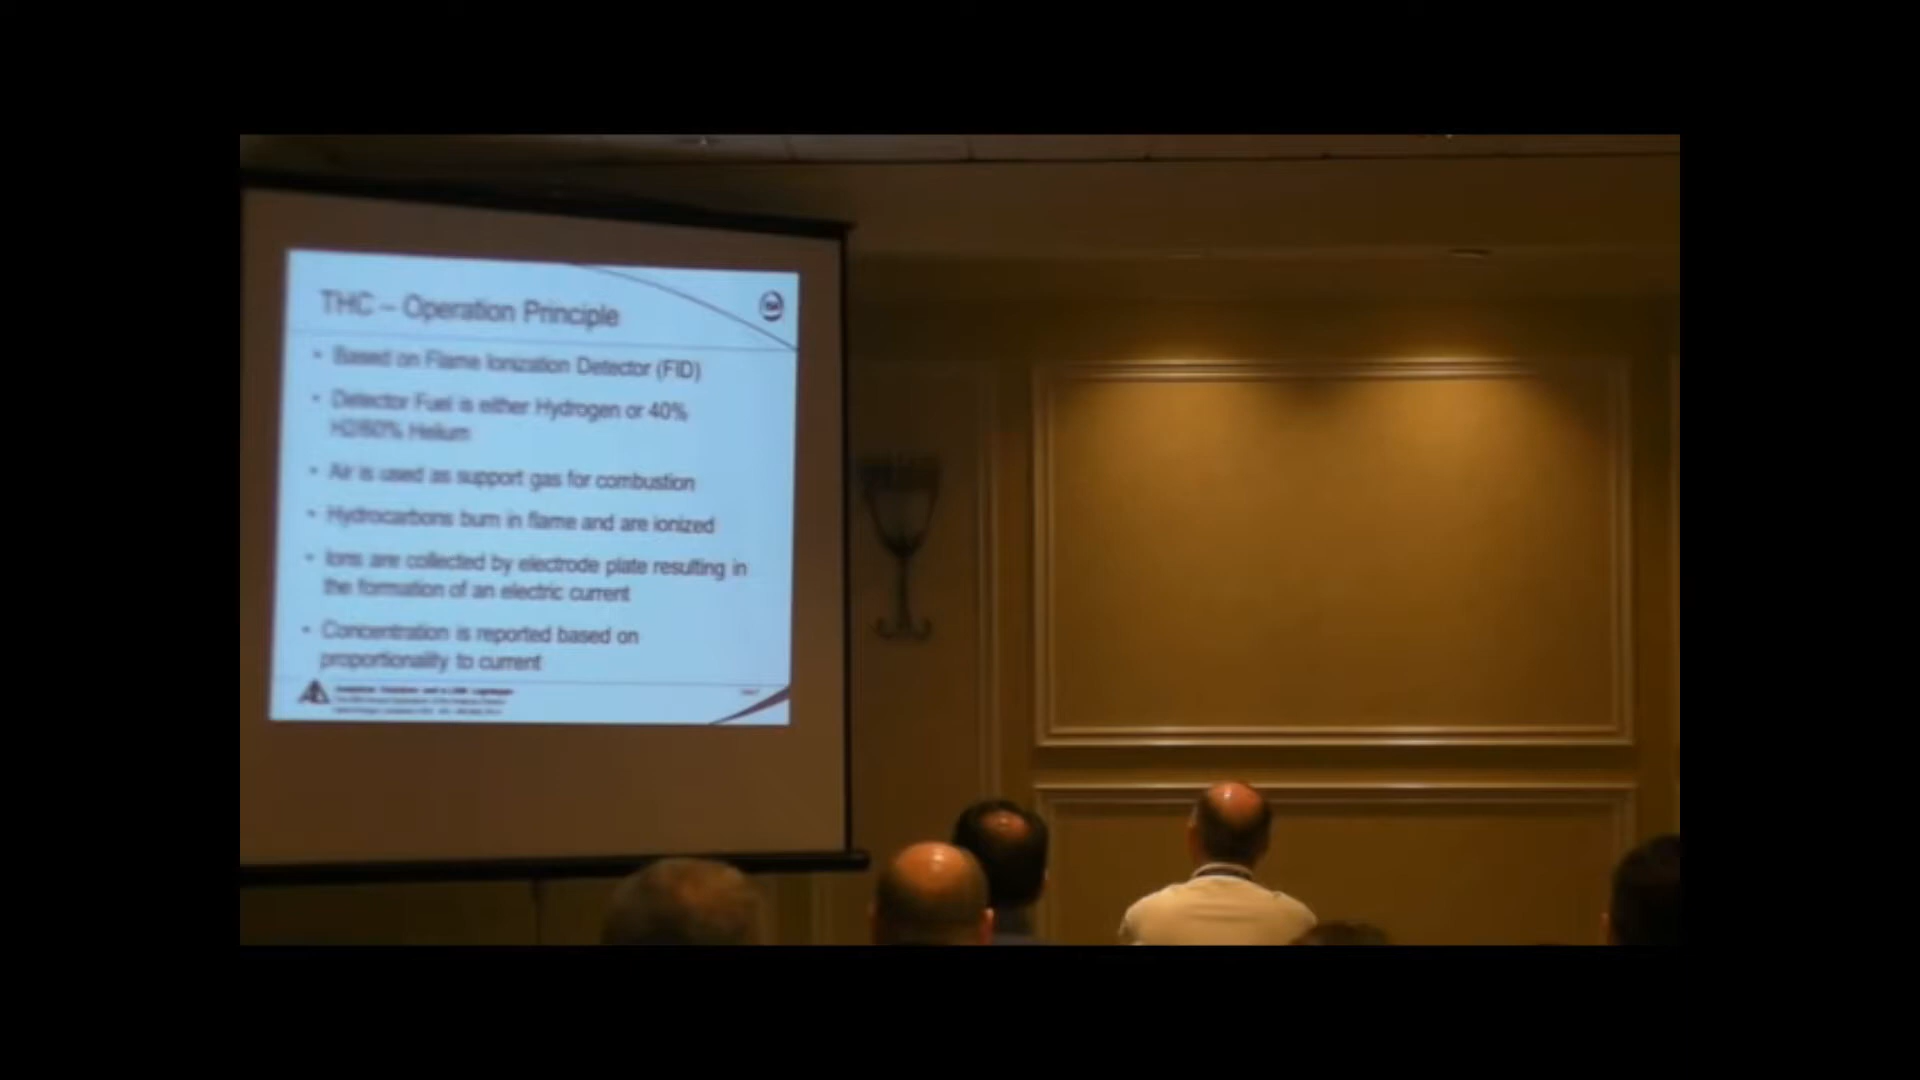 THC – Operation Principle
• Based on Flame Ionization Detector (FID)
• Detector Fuel is either Hydrogen or 40%
H2/60% Helium
• Air is used as support gas for combustion
• Hydrocarbons burn in flame and are ionized
• Ions are collected by electrode plate resulting in
the formation of an electric current
• Concentration is reported based on
proportionality to current